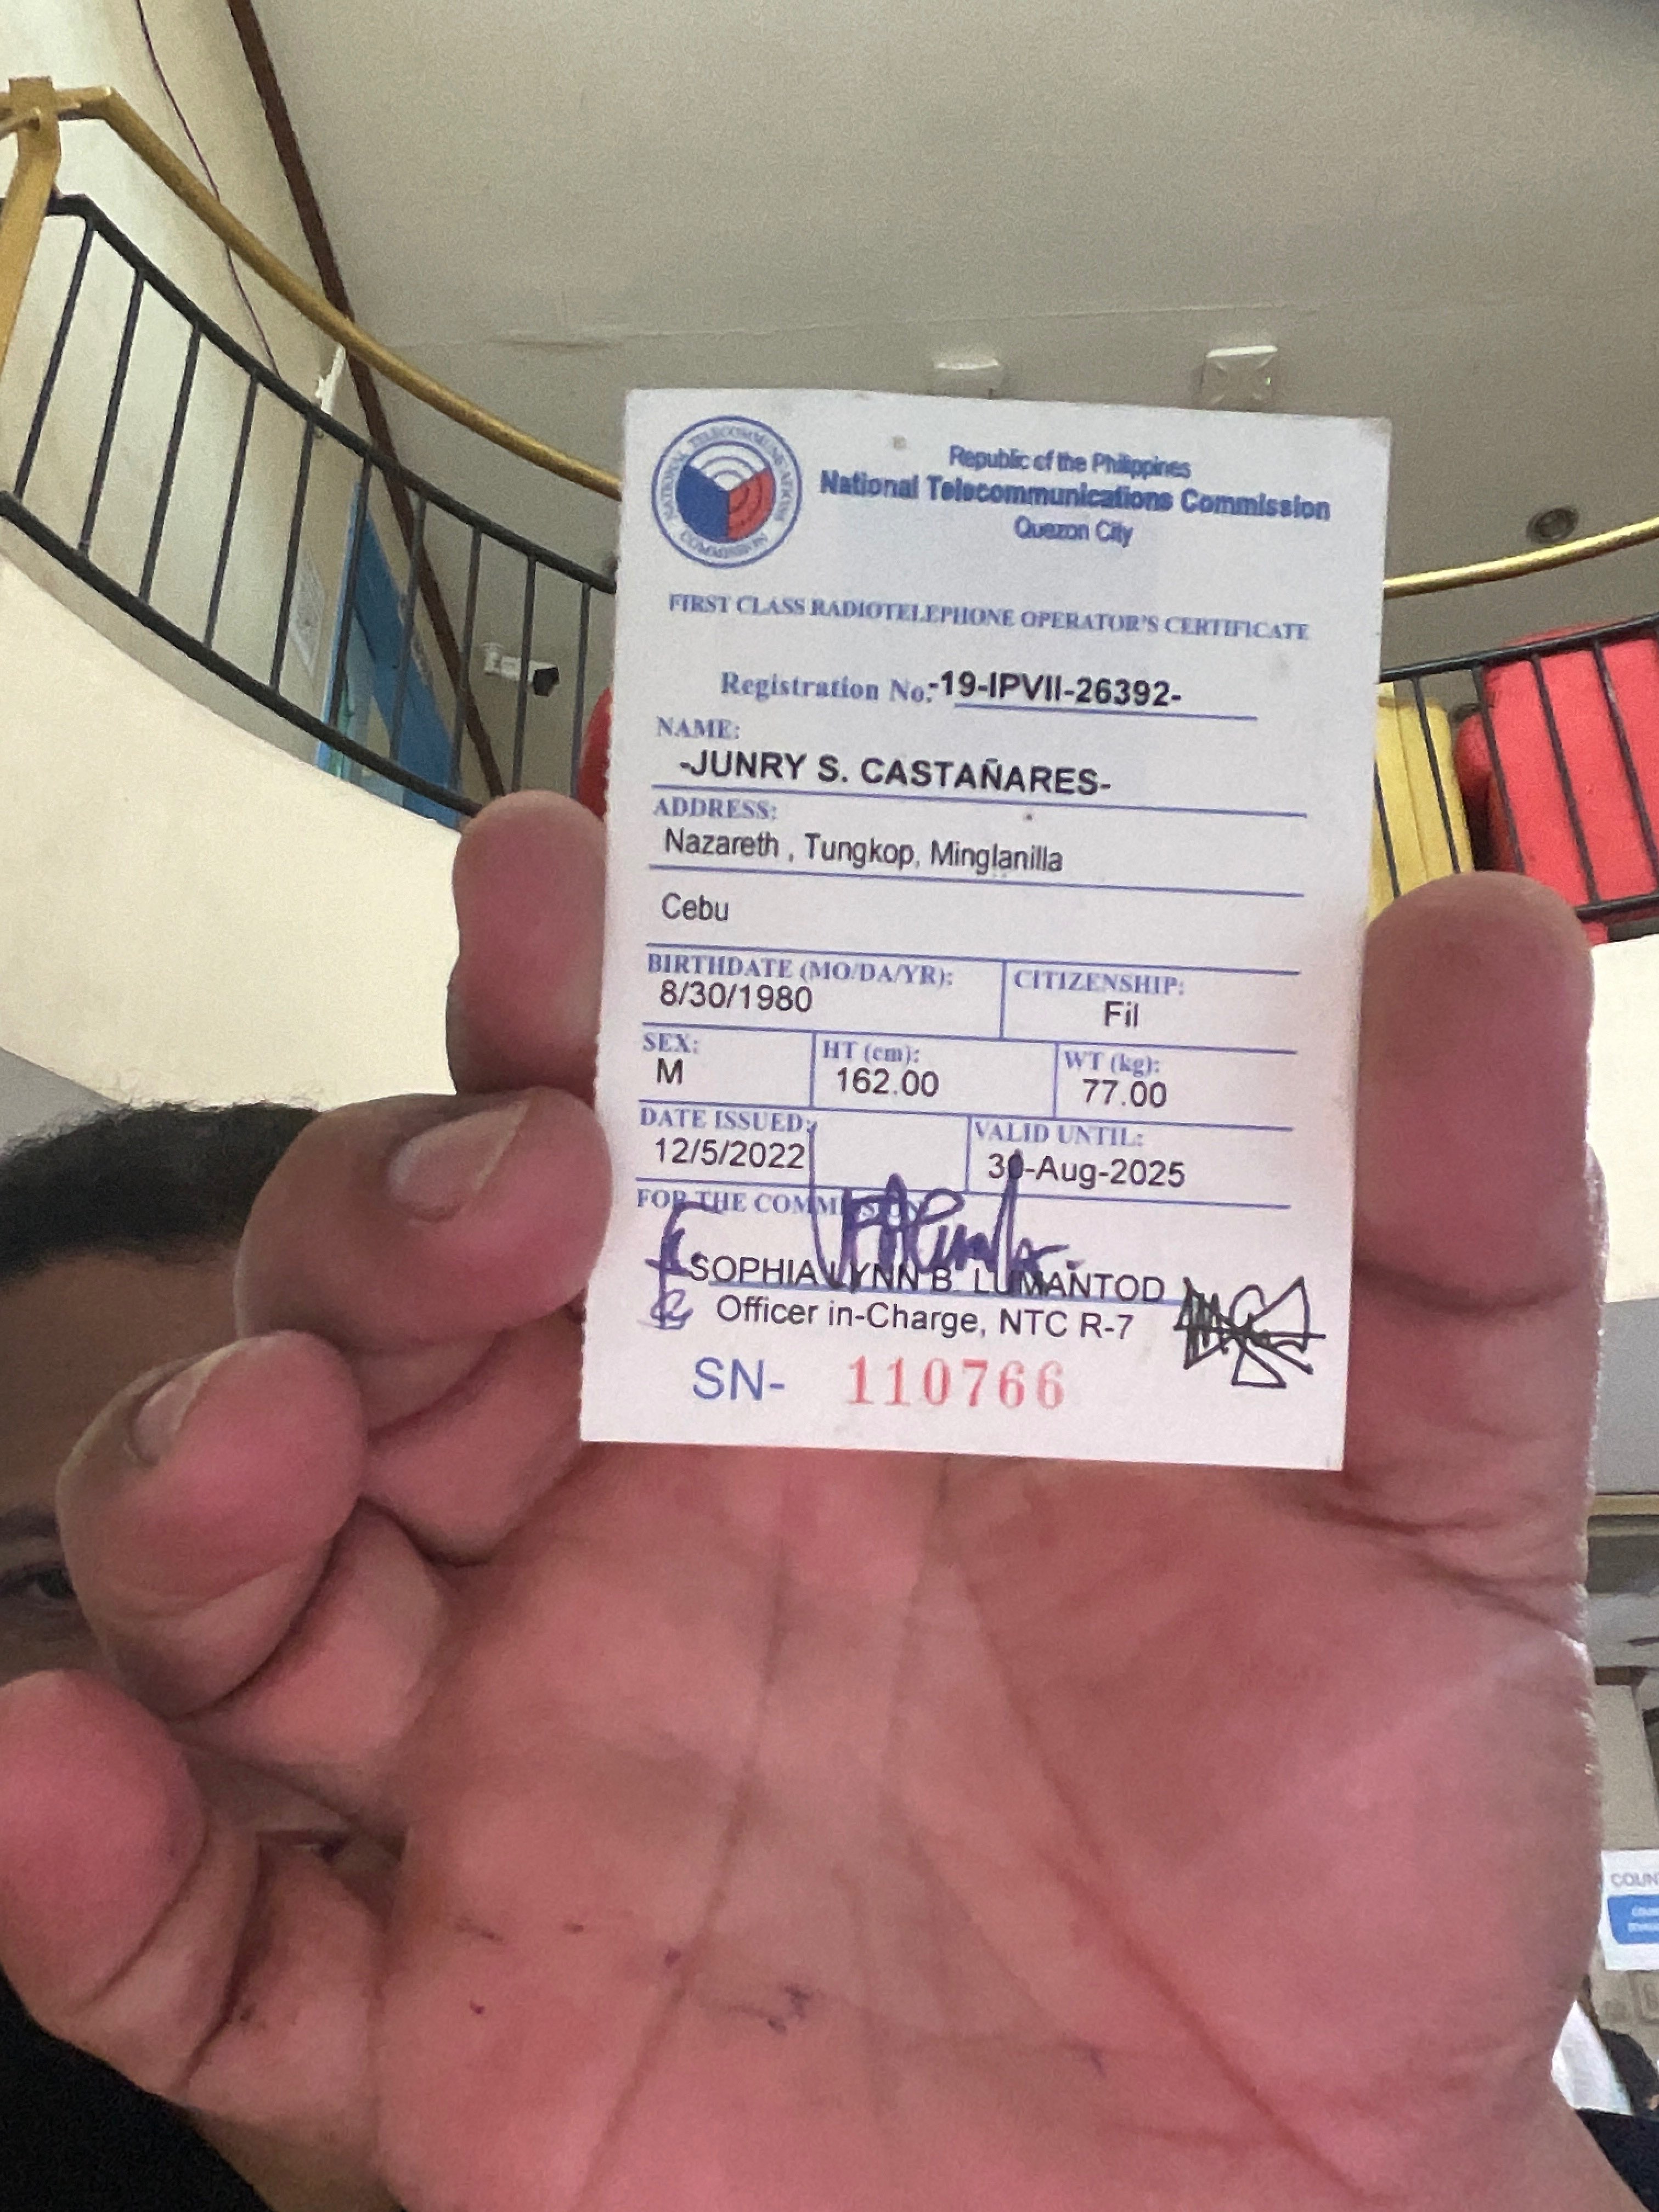 NATIONAL TELECOMMUNICATIONS COMMISSION
Republic of the Philippines
National Telecommunications Commission
Quezon City
FIRST CLASS RADIOTELEPHONE OPERATOR'S CERTIFICATE
Registration No.-19-IPVII-26392-
NAME:
-JUNRY S. CASTAÑARES-
ADDRESS:
Nazareth , Tungkop, Minglanilla
Cebu
BIRTHDATE (MO/DA/YR): CITIZENSHIP:
8/30/1980 Fil
SEX: HT (cm): WT (kg):
M 162.00 77.00
DATE ISSUED: VALID UNTIL:
12/5/2022 30-Aug-2025
FOR THE COMMISSION
SOPHIA LYNN B. LUMANTOD
Officer in-Charge, NTC R-7
SN- 110766
COUN